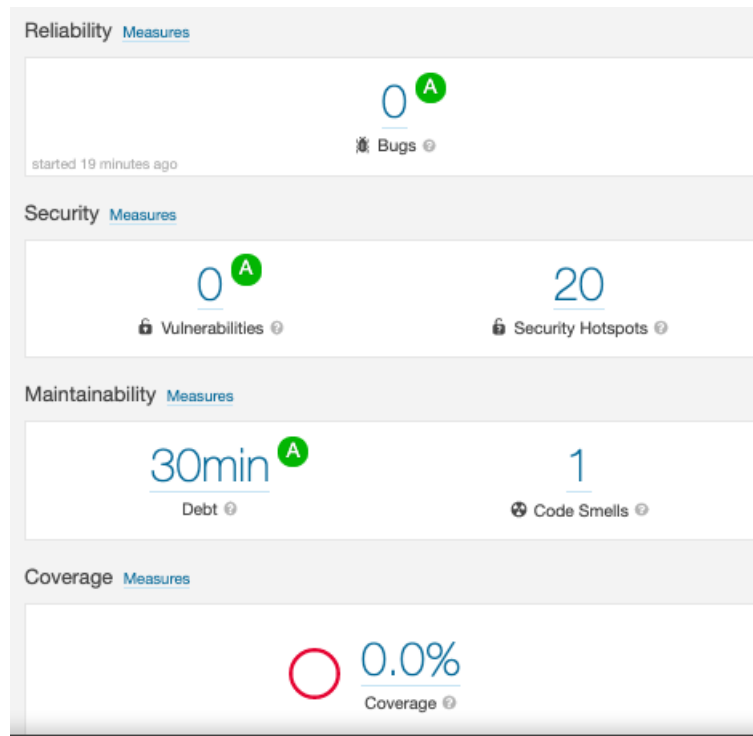 Reliability Measures
0 A
Bugs ?
started 19 minutes ago
Security Measures
0 A 20
Vulnerabilities ? Security Hotspots ?
Maintainability Measures
30min A 1
Debt ? Code Smells ?
Coverage Measures
0.0%
Coverage ?